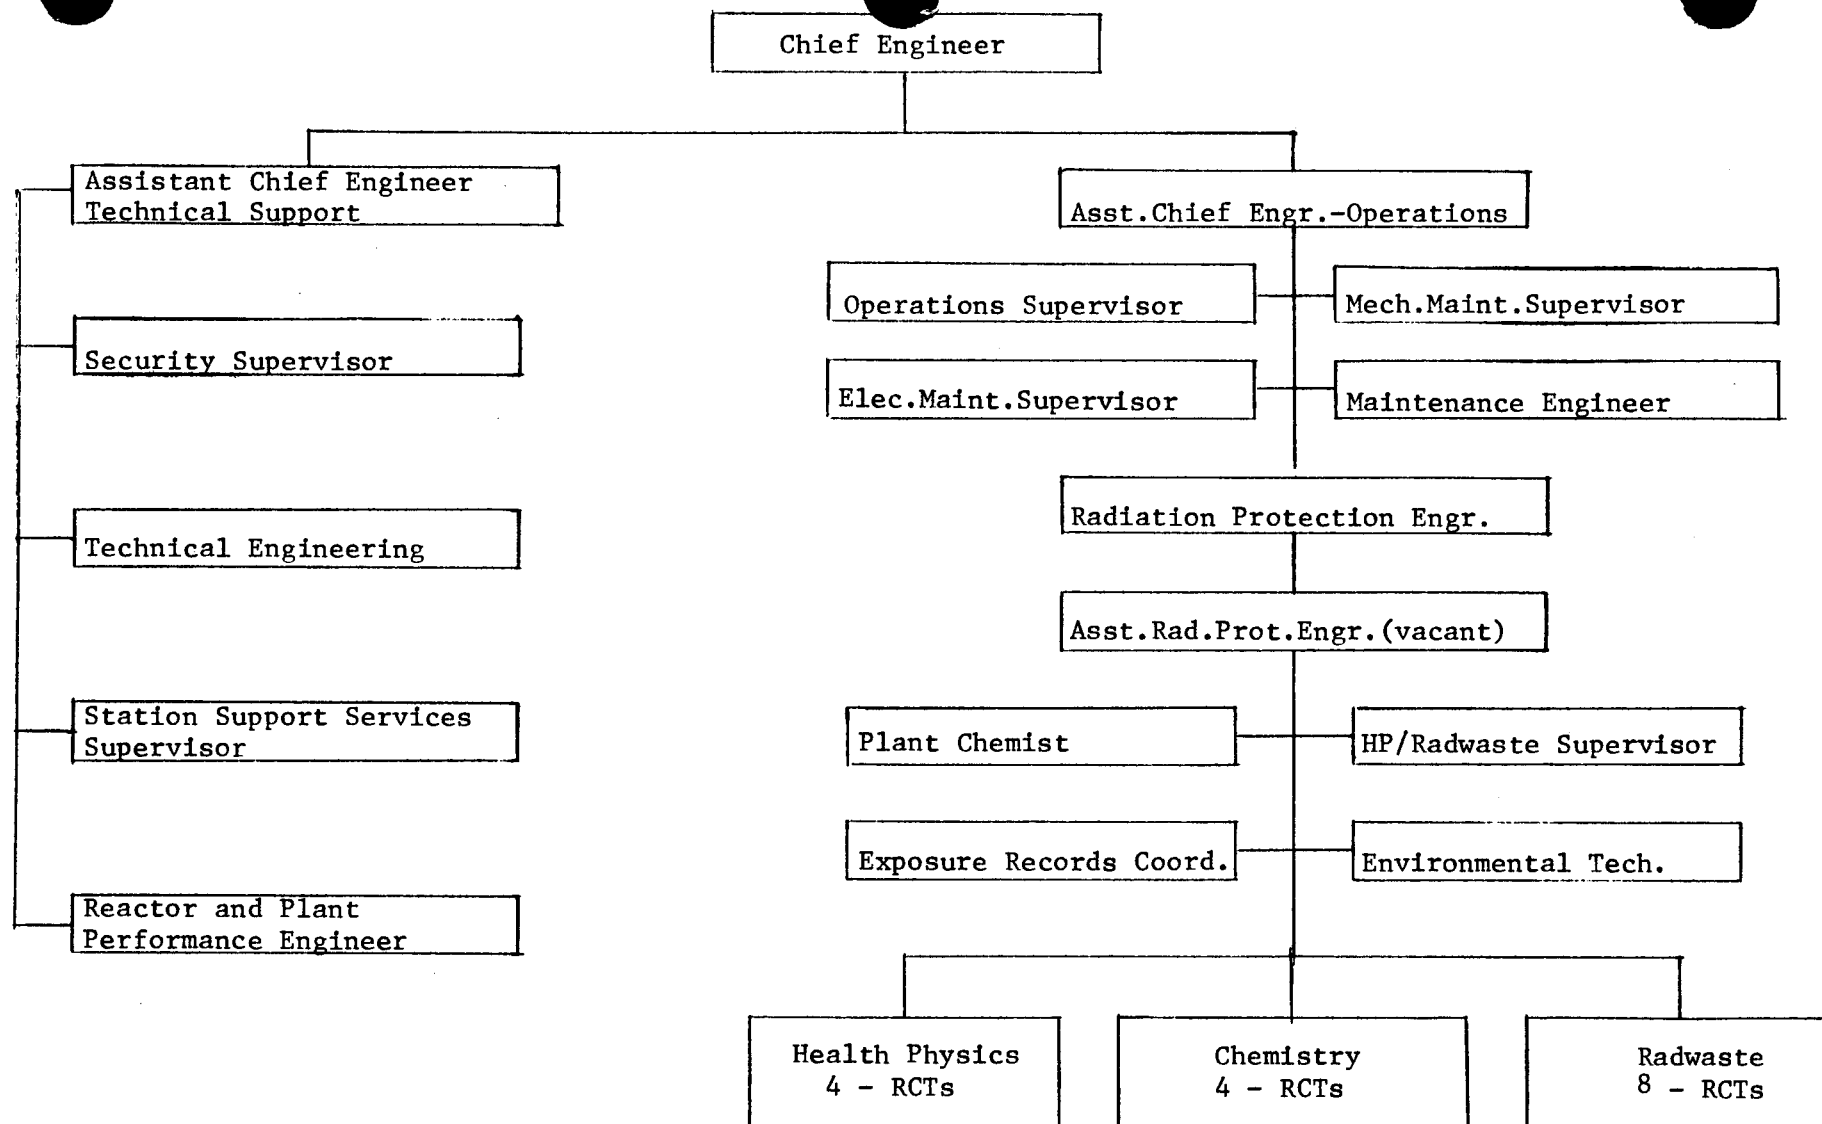 Chief Engineer
Assistant Chief Engineer
Technical Support
Asst.Chief Engr.-Operations
Operations Supervisor
Mech.Maint.Supervisor
Security Supervisor
Elec.Maint.Supervisor
Maintenance Engineer
Radiation Protection Engr.
Technical Engineering
Asst.Rad.Prot.Engr.(vacant)
Station Support Services
Supervisor
Plant Chemist
HP/Radwaste Supervisor
Exposure Records Coord.
Environmental Tech.
Reactor and Plant
Performance Engineer
Health Physics
4 - RCTs
Chemistry
4 - RCTs
Radwaste
8 - RCTs